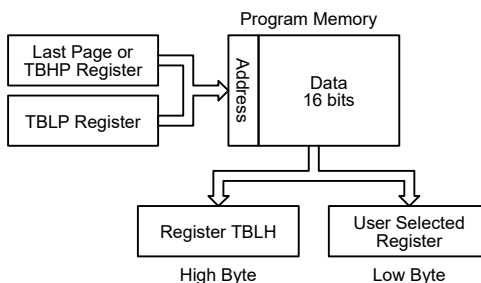 Program Memory
Last Page or
TBHP Register
TBLP Register
Address
Data
16 bits
Register TBLH
User Selected
Register
High Byte
Low Byte